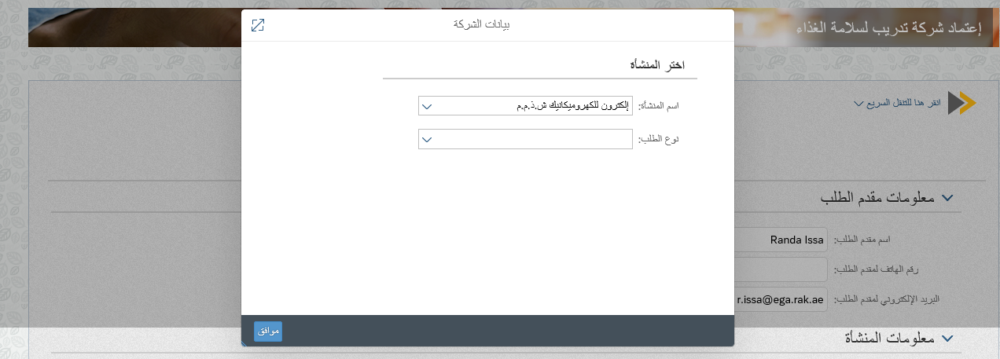 إعتماد شركة تدريب لسلامة الغذاء
بيانات الشركة
اختر المنشأة
اسم المنشأة: إلكترون للكهروميكانيك ش.ذ.م.م
نوع الطلب:
موافق
انقر هنا للتنقل السريع
معلومات مقدم الطلب
اسم مقدم الطلب: Randa Issa
رقم الهاتف لمقدم الطلب:
البريد الإلكتروني لمقدم الطلب: r.issa@ega.rak.ae
معلومات المنشأة